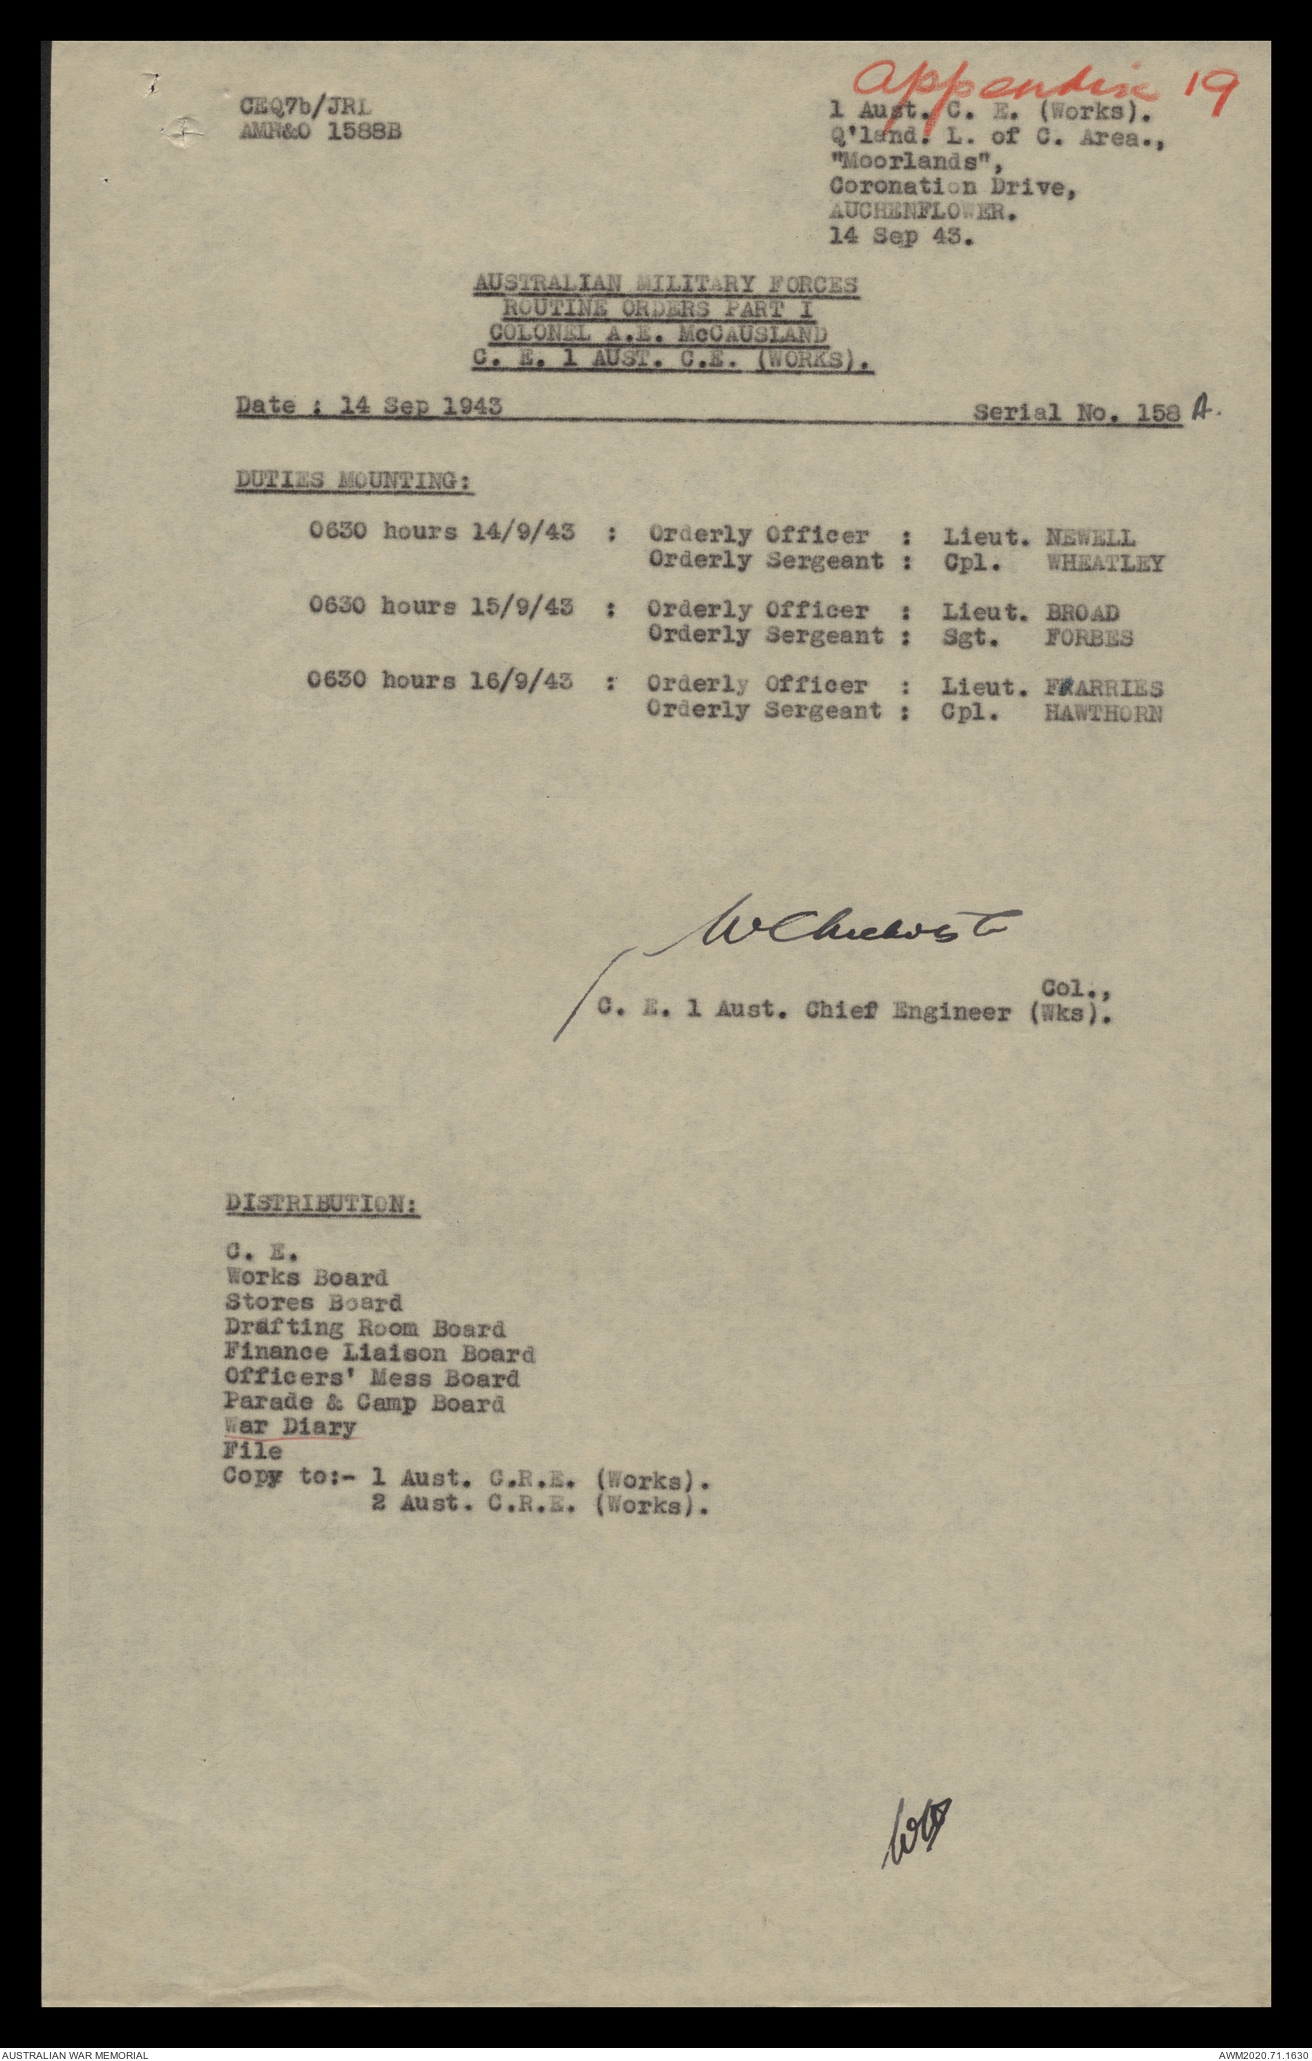 Appendix 19
CEQ7b/JRL
AMR&O 1588B
1 Aust. C. E. (Works).
Q'land. L. of C. Area.,
"Moorlands",
Coronation Drive,
AUCHENFLOWER.
14 Sep 43.
AUSTRALIAN MILITARY FORCES
ROUTINE ORDERS PART I
COLONEL A.E. McCAUSLAND
C. E. 1 AUST. C.E. (WORKS).
Date : 14 Sep 1943 Serial No. 158 A.
DUTIES MOUNTING:
0630 hours 14/9/43 : Orderly Officer : Lieut. NEWELL
Orderly Sergeant : Cpl. WHEATLEY
0630 hours 15/9/43 : Orderly Officer : Lieut. BROAD
Orderly Sergeant : Sgt. FORBES
0630 hours 16/9/43 : Orderly Officer : Lieut. FARRIES
Orderly Sergeant : Cpl. HAWTHORN
Col.,
C. E. 1 Aust. Chief Engineer (Wks).
DISTRIBUTION:
C. E.
Works Board
Stores Board
Drafting Room Board
Finance Liaison Board
Officers' Mess Board
Parade & Camp Board
War Diary
File
Copy to:- 1 Aust. C.R.E. (Works).
2 Aust. C.R.E. (Works).
AUSTRALIAN WAR MEMORIAL
AWM2020.71.1630